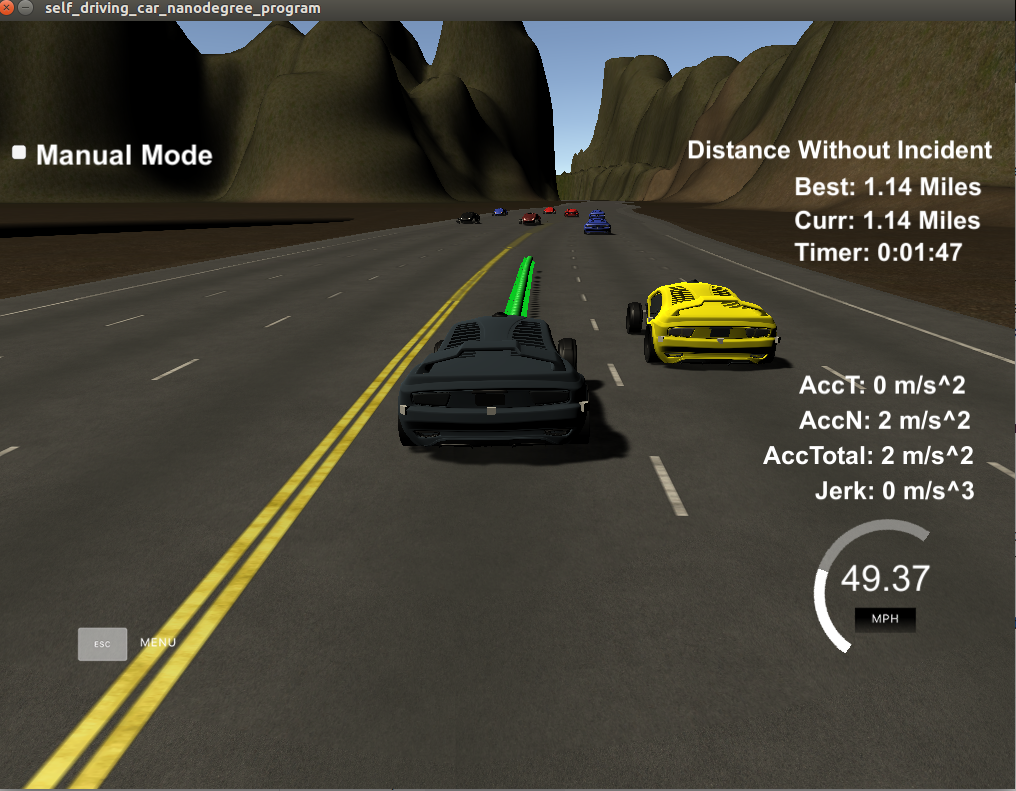 self_driving_car_nanodegree_program
Manual Mode
Distance Without Incident
Best: 1.14 Miles
Curr: 1.14 Miles
Timer: 0:01:47
AccT: 0 m/s^2
AccN: 2 m/s^2
AccTotal: 2 m/s^2
Jerk: 0 m/s^3
49.37
MPH
ESC MENU